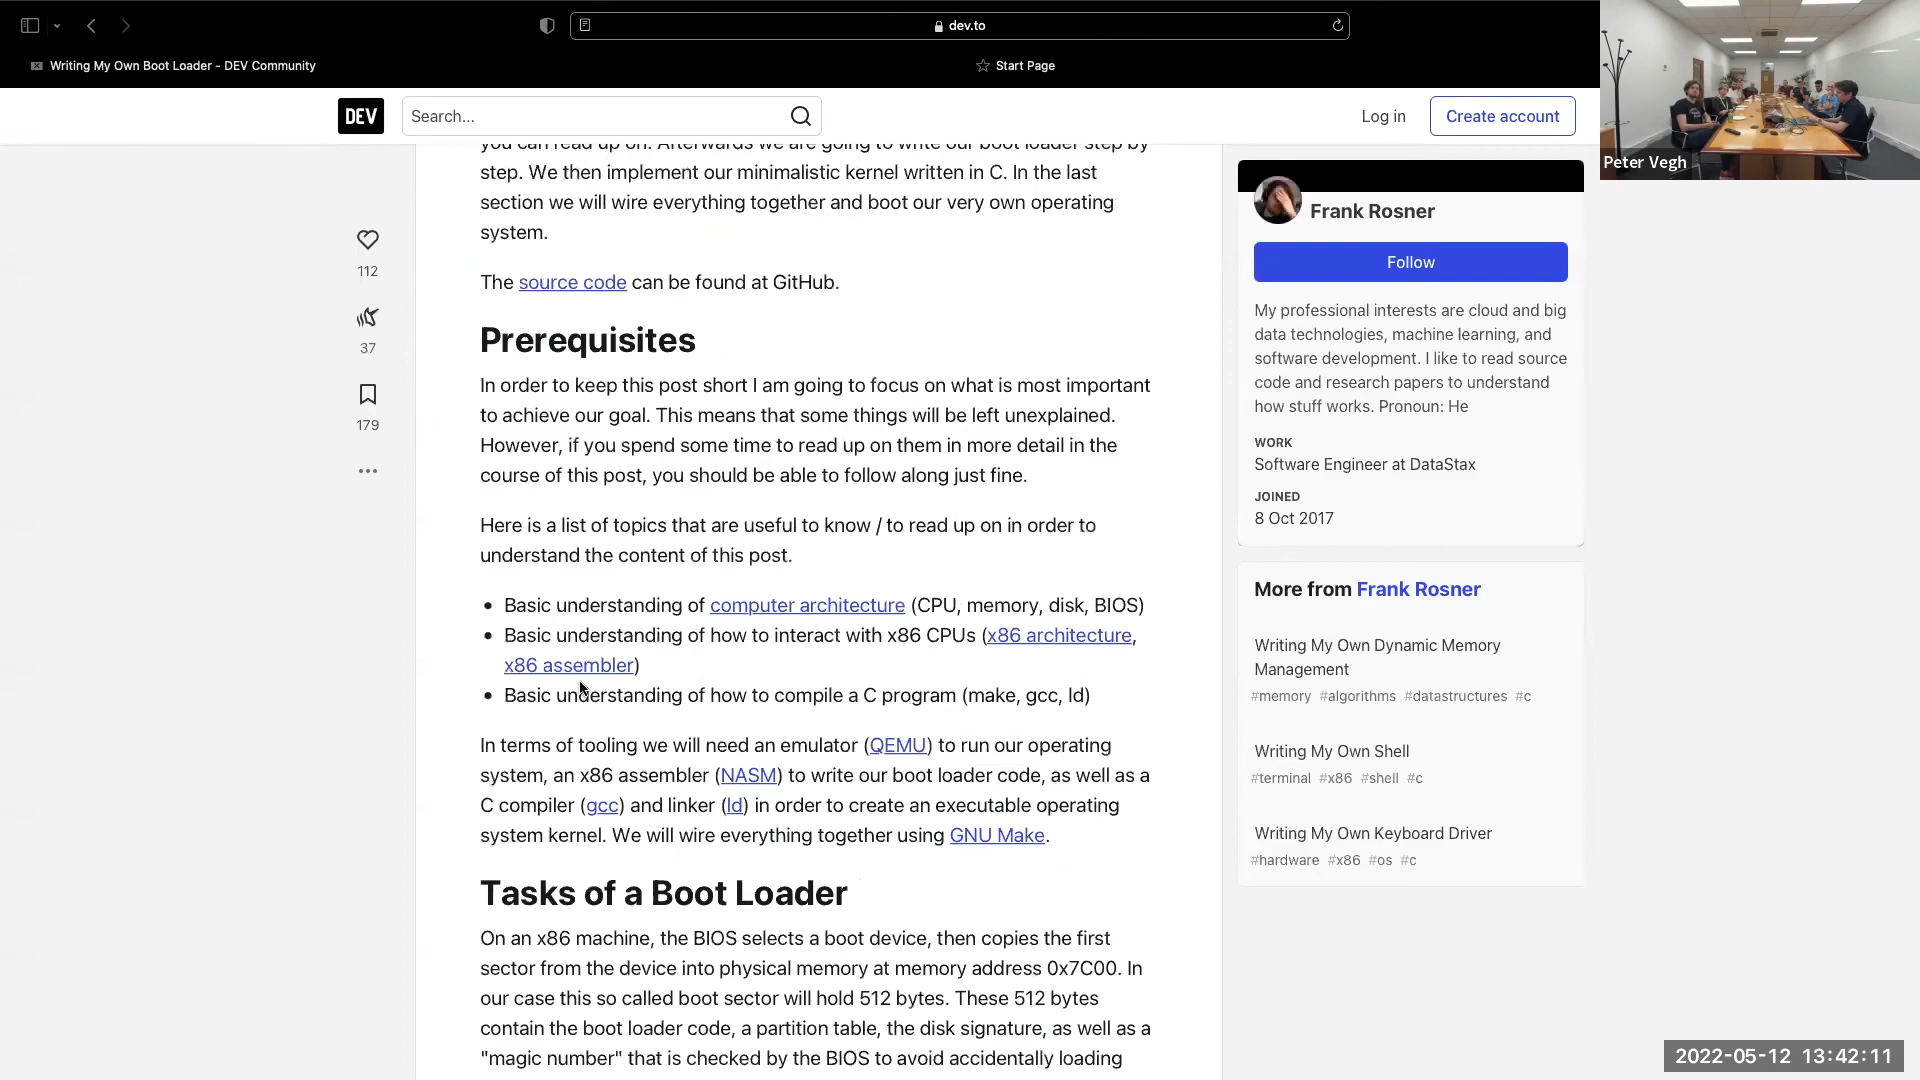 dev.to
Writing My Own Boot Loader - DEV Community
Start Page
DEV
Search...
Log in
Create account
Peter Vegh
you can read up on. Afterwards we are going to write our boot loader step by
step. We then implement our minimalistic kernel written in C. In the last
section we will wire everything together and boot our very own operating
system.
The source code can be found at GitHub.
112
37
179
Prerequisites
In order to keep this post short I am going to focus on what is most important
to achieve our goal. This means that some things will be left unexplained.
However, if you spend some time to read up on them in more detail in the
course of this post, you should be able to follow along just fine.
Here is a list of topics that are useful to know / to read up on in order to
understand the content of this post.
• Basic understanding of computer architecture (CPU, memory, disk, BIOS)
• Basic understanding of how to interact with x86 CPUs (x86 architecture,
x86 assembler)
• Basic understanding of how to compile a C program (make, gcc, ld)
In terms of tooling we will need an emulator (QEMU) to run our operating
system, an x86 assembler (NASM) to write our boot loader code, as well as a
C compiler (gcc) and linker (ld) in order to create an executable operating
system kernel. We will wire everything together using GNU Make.
Tasks of a Boot Loader
On an x86 machine, the BIOS selects a boot device, then copies the first
sector from the device into physical memory at memory address 0x7C00. In
our case this so called boot sector will hold 512 bytes. These 512 bytes
contain the boot loader code, a partition table, the disk signature, as well as a
"magic number" that is checked by the BIOS to avoid accidentally loading
Frank Rosner
Follow
My professional interests are cloud and big
data technologies, machine learning, and
software development. I like to read source
code and research papers to understand
how stuff works. Pronoun: He
WORK
Software Engineer at DataStax
JOINED
8 Oct 2017
More from Frank Rosner
Writing My Own Dynamic Memory
Management
#memory #algorithms #datastructures #c
Writing My Own Shell
#terminal #x86 #shell #c
Writing My Own Keyboard Driver
#hardware #x86 #os #c
2022-05-12 13:42:11